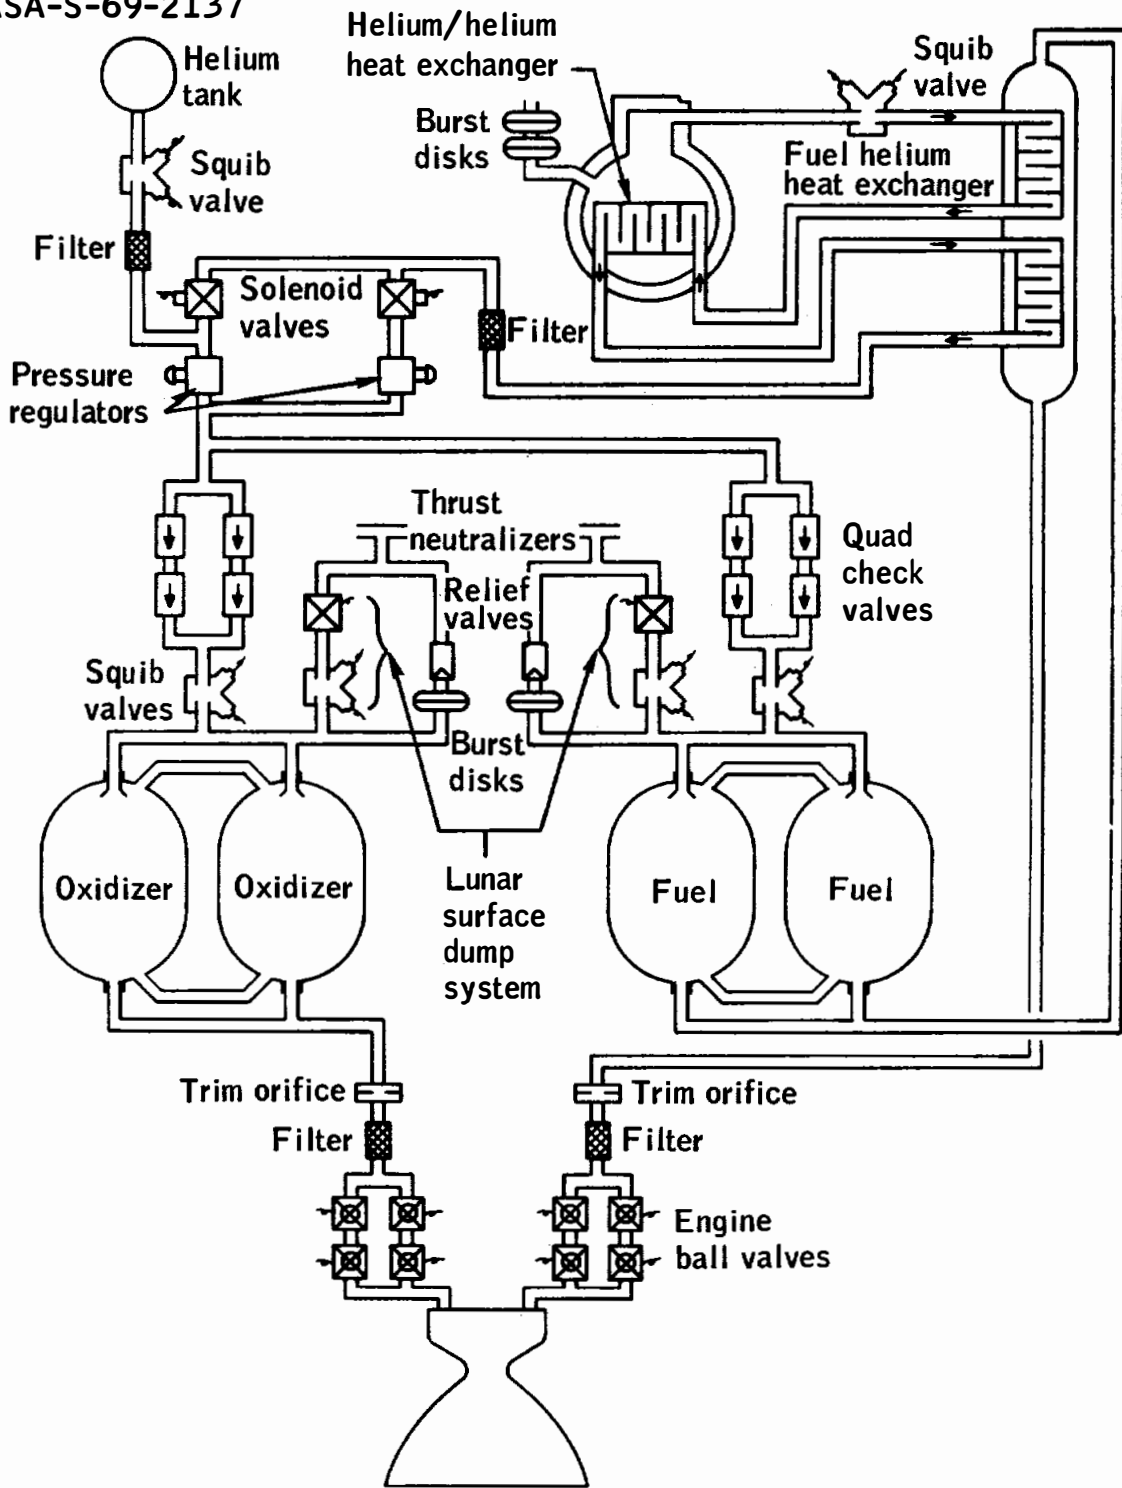 ASA-S-69-2137
Helium
tank
Helium/helium
heat exchanger
Squib
valve
Burst
disks
Squib
valve
Fuel helium
heat exchanger
Filter
Solenoid
valves
Filter
Pressure
regulators
Thrust
neutralizers
Quad
check
valves
Relief
valves
Squib
valves
Burst
disks
Oxidizer
Oxidizer
Fuel
Fuel
Lunar
surface
dump
system
Trim orifice
Trim orifice
Filter
Filter
Engine
ball valves